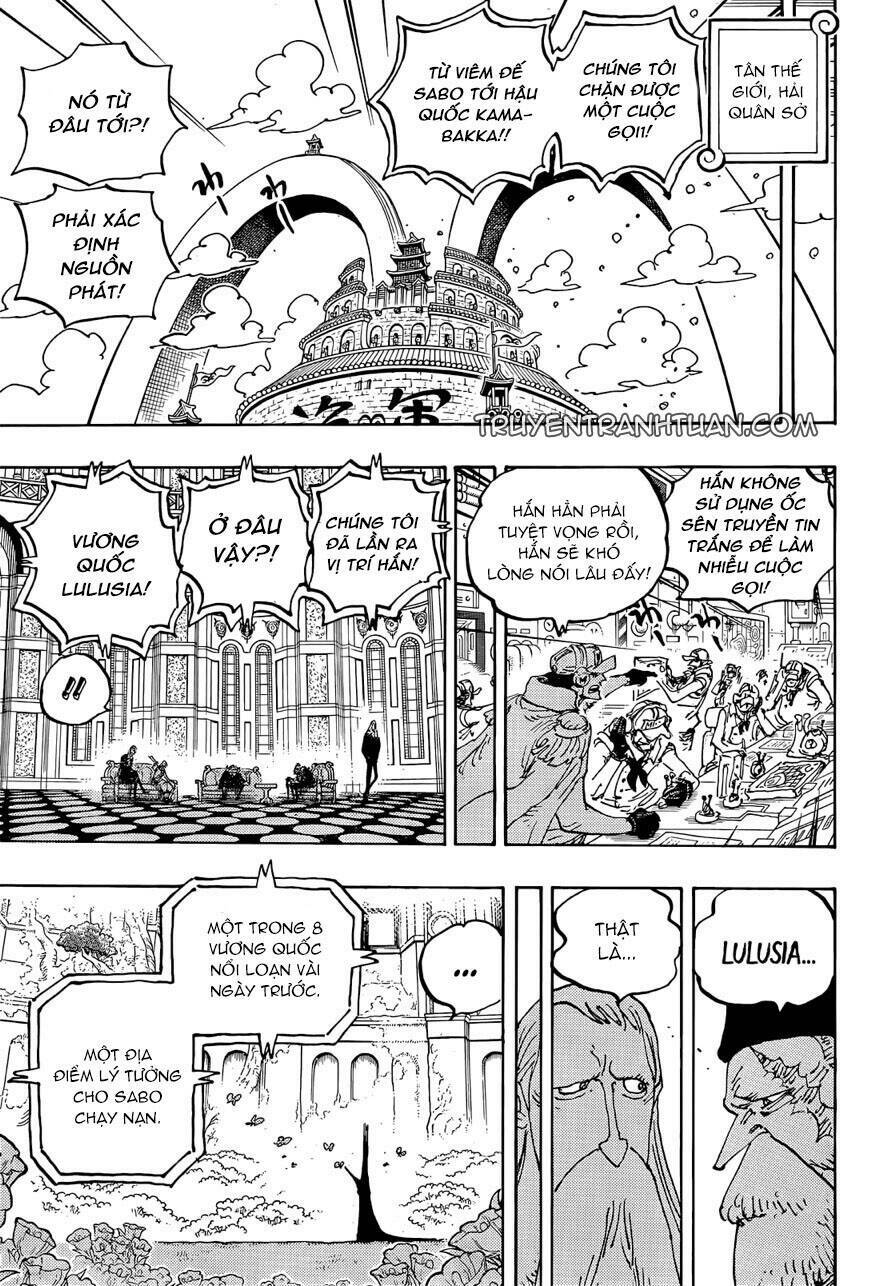 TÂN THẾ
GIỚI, HẢI
QUÂN SỞ
CHÚNG TÔI
CHẶN ĐƯỢC
MỘT CUỘC
GỌI1!
TỪ VIÊM ĐẾ
SABO TỚI HẬU
QUỐC KAMA-
BAKKA!!
NÓ TỪ
ĐÂU TỚI?!
PHẢI XÁC
ĐỊNH
NGUỒN
PHÁT!
TRUYENTRANHTUAN.COM
HẮN KHÔNG
SỬ DỤNG ỐC
SÊN TRUYỀN TIN
TRẮNG ĐỂ LÀM
NHIỄU CUỘC
GỌI!
HẮN HẲN PHẢI
TUYỆT VỌNG RỒI,
HẮN SẼ KHÓ
LÒNG NÓI LÂU ĐẤY!
CHÚNG TÔI
ĐÃ LẦN RA
VỊ TRÍ HẮN!
Ở ĐÂU
VẬY?!
VƯƠNG
QUỐC
LULUSIA!
!!
LULUSIA...
THẬT
LÀ...
...
MỘT TRONG 8
VƯƠNG QUỐC
NỔI LOẠN VÀI
NGÀY TRƯỚC.
MỘT ĐỊA
ĐIỂM LÝ TƯỞNG
CHO SABO
CHẠY NẠN.